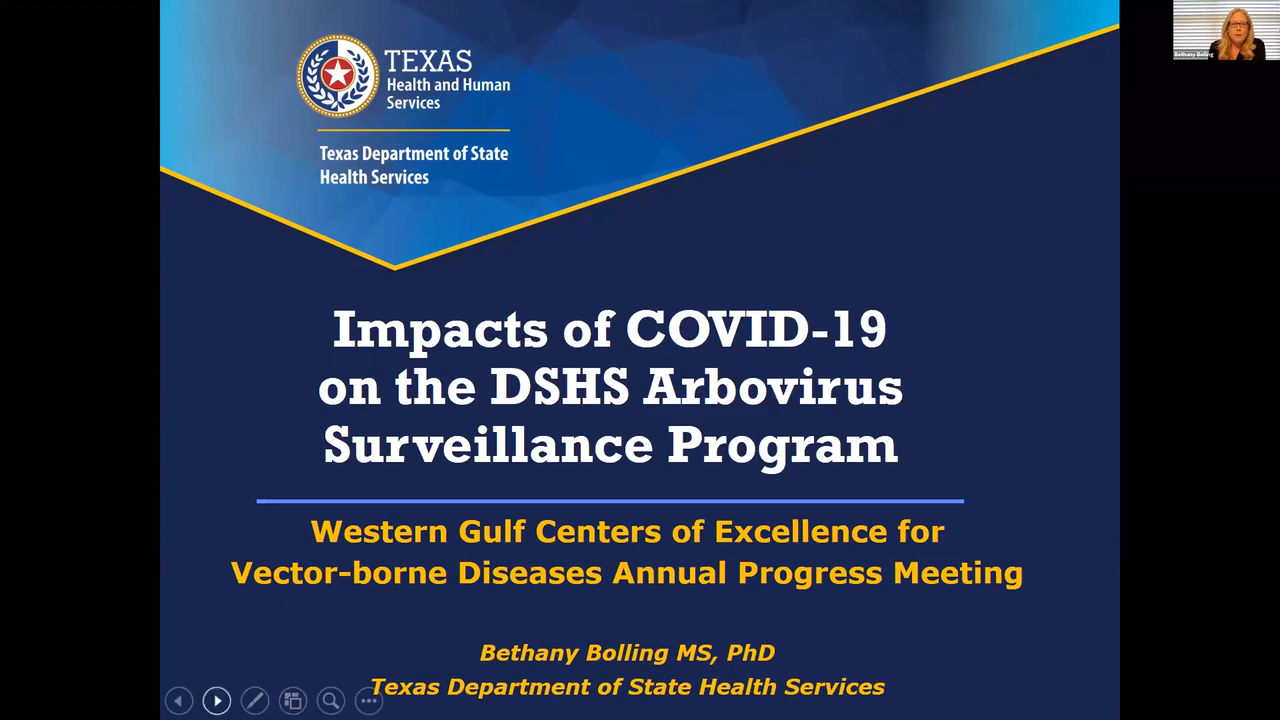 TEXAS
Health and Human
Services
Texas Department of State
Health Services
Impacts of COVID-19
on the DSHS Arbovirus
Surveillance Program
Western Gulf Centers of Excellence for
Vector-borne Diseases Annual Progress Meeting
Bethany Bolling MS, PhD
Texas Department of State Health Services
Bethany Bolling